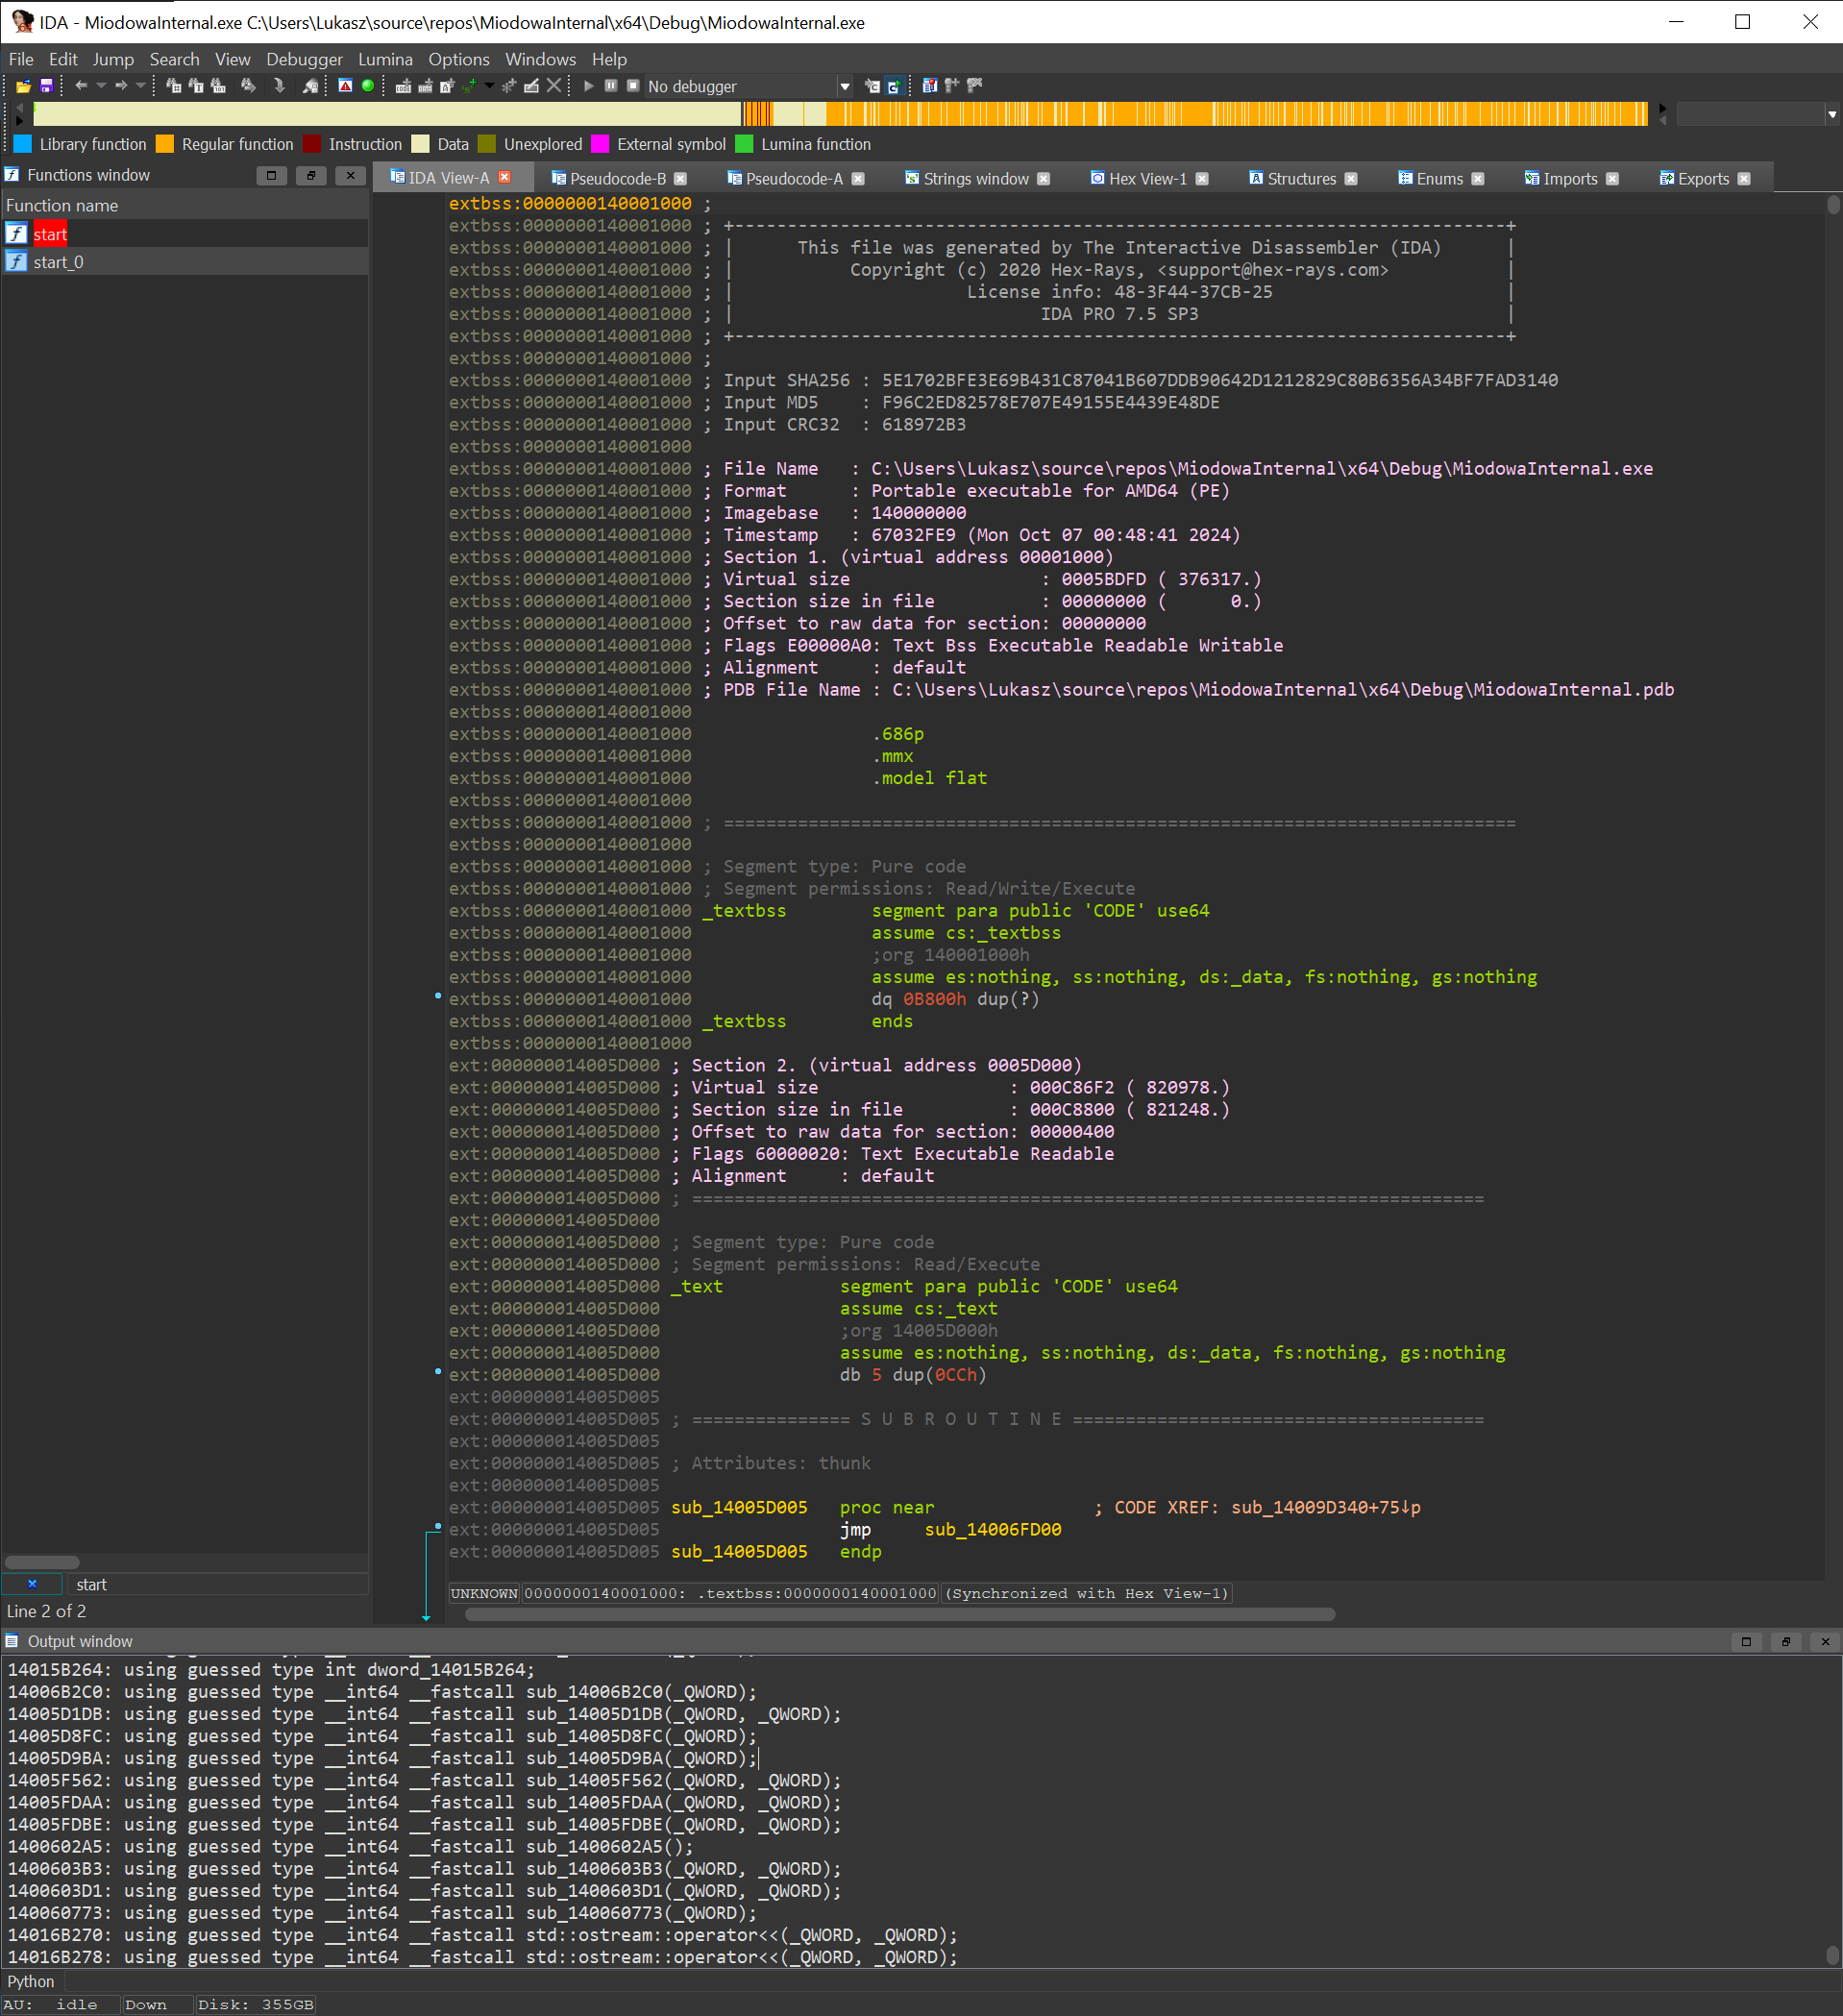 IDA - MiodowaInternal.exe C:\Users\Lukasz\source\repos\MiodowaInternal\x64\Debug\MiodowaInternal.exe
File Edit Jump Search View Debugger Lumina Options Windows Help
No debugger
Library function Regular function Instruction Data Unexplored External symbol Lumina function
Functions window
IDA View-A Pseudocode-B Pseudocode-A Strings window Hex View-1 Structures Enums Imports Exports
Function name
start
start_0
extbss:0000000140001000 ;
extbss:0000000140001000 ; +-------------------------------------------------------------------------+
extbss:0000000140001000 ; | This file was generated by The Interactive Disassembler (IDA) |
extbss:0000000140001000 ; | Copyright (c) 2020 Hex-Rays, <support@hex-rays.com> |
extbss:0000000140001000 ; | License info: 48-3F44-37CB-25 |
extbss:0000000140001000 ; | IDA PRO 7.5 SP3 |
extbss:0000000140001000 ; +-------------------------------------------------------------------------+
extbss:0000000140001000 ;
extbss:0000000140001000 ; Input SHA256 : 5E1702BFE3E69B431C87041B607DDB90642D1212829C80B6356A34BF7FAD3140
extbss:0000000140001000 ; Input MD5 : F96C2ED82578E707E49155E4439E48DE
extbss:0000000140001000 ; Input CRC32 : 618972B3
extbss:0000000140001000
extbss:0000000140001000 ; File Name : C:\Users\Lukasz\source\repos\MiodowaInternal\x64\Debug\MiodowaInternal.exe
extbss:0000000140001000 ; Format : Portable executable for AMD64 (PE)
extbss:0000000140001000 ; Imagebase : 140000000
extbss:0000000140001000 ; Timestamp : 67032FE9 (Mon Oct 07 00:48:41 2024)
extbss:0000000140001000 ; Section 1. (virtual address 00001000)
extbss:0000000140001000 ; Virtual size : 0005BDFD ( 376317.)
extbss:0000000140001000 ; Section size in file : 00000000 ( 0.)
extbss:0000000140001000 ; Offset to raw data for section: 00000000
extbss:0000000140001000 ; Flags E00000A0: Text Bss Executable Readable Writable
extbss:0000000140001000 ; Alignment : default
extbss:0000000140001000 ; PDB File Name : C:\Users\Lukasz\source\repos\MiodowaInternal\x64\Debug\MiodowaInternal.pdb
extbss:0000000140001000
extbss:0000000140001000 .686p
extbss:0000000140001000 .mmx
extbss:0000000140001000 .model flat
extbss:0000000140001000
extbss:0000000140001000 ; ===========================================================================
extbss:0000000140001000
extbss:0000000140001000 ; Segment type: Pure code
extbss:0000000140001000 ; Segment permissions: Read/Write/Execute
extbss:0000000140001000 _textbss segment para public 'CODE' use64
extbss:0000000140001000 assume cs:_textbss
extbss:0000000140001000 ;org 140001000h
extbss:0000000140001000 assume es:nothing, ss:nothing, ds:_data, fs:nothing, gs:nothing
extbss:0000000140001000 dq 0B800h dup(?)
extbss:0000000140001000 _textbss ends
extbss:0000000140001000
ext:000000014005D000 ; Section 2. (virtual address 0005D000)
ext:000000014005D000 ; Virtual size : 000C86F2 ( 820978.)
ext:000000014005D000 ; Section size in file : 000C8800 ( 821248.)
ext:000000014005D000 ; Offset to raw data for section: 00000400
ext:000000014005D000 ; Flags 60000020: Text Executable Readable
ext:000000014005D000 ; Alignment : default
ext:000000014005D000 ; ===========================================================================
ext:000000014005D000
ext:000000014005D000 ; Segment type: Pure code
ext:000000014005D000 ; Segment permissions: Read/Execute
ext:000000014005D000 _text segment para public 'CODE' use64
ext:000000014005D000 assume cs:_text
ext:000000014005D000 ;org 14005D000h
ext:000000014005D000 assume es:nothing, ss:nothing, ds:_data, fs:nothing, gs:nothing
ext:000000014005D000 db 5 dup(0CCh)
ext:000000014005D005
ext:000000014005D005 ; =============== S U B R O U T I N E =======================================
ext:000000014005D005
ext:000000014005D005 ; Attributes: thunk
ext:000000014005D005
ext:000000014005D005 sub_14005D005 proc near ; CODE XREF: sub_14009D340+75↓p
ext:000000014005D005 jmp sub_14006FD00
ext:000000014005D005 sub_14005D005 endp
start
UNKNOWN 0000000140001000: .textbss:0000000140001000 (Synchronized with Hex View-1)
Line 2 of 2
Output window
14015B264: using guessed type int dword_14015B264;
14006B2C0: using guessed type __int64 __fastcall sub_14006B2C0(_QWORD);
14005D1DB: using guessed type __int64 __fastcall sub_14005D1DB(_QWORD, _QWORD);
14005D8FC: using guessed type __int64 __fastcall sub_14005D8FC(_QWORD);
14005D9BA: using guessed type __int64 __fastcall sub_14005D9BA(_QWORD);
14005F562: using guessed type __int64 __fastcall sub_14005F562(_QWORD, _QWORD);
14005FDAA: using guessed type __int64 __fastcall sub_14005FDAA(_QWORD, _QWORD);
14005FDBE: using guessed type __int64 __fastcall sub_14005FDBE(_QWORD, _QWORD);
1400602A5: using guessed type __int64 __fastcall sub_1400602A5();
1400603B3: using guessed type __int64 __fastcall sub_1400603B3(_QWORD, _QWORD);
1400603D1: using guessed type __int64 __fastcall sub_1400603D1(_QWORD, _QWORD);
140060773: using guessed type __int64 __fastcall sub_140060773(_QWORD);
14016B270: using guessed type __int64 __fastcall std::ostream::operator<<(_QWORD, _QWORD);
14016B278: using guessed type __int64 __fastcall std::ostream::operator<<(_QWORD, _QWORD);
Python
AU: idle Down Disk: 355GB